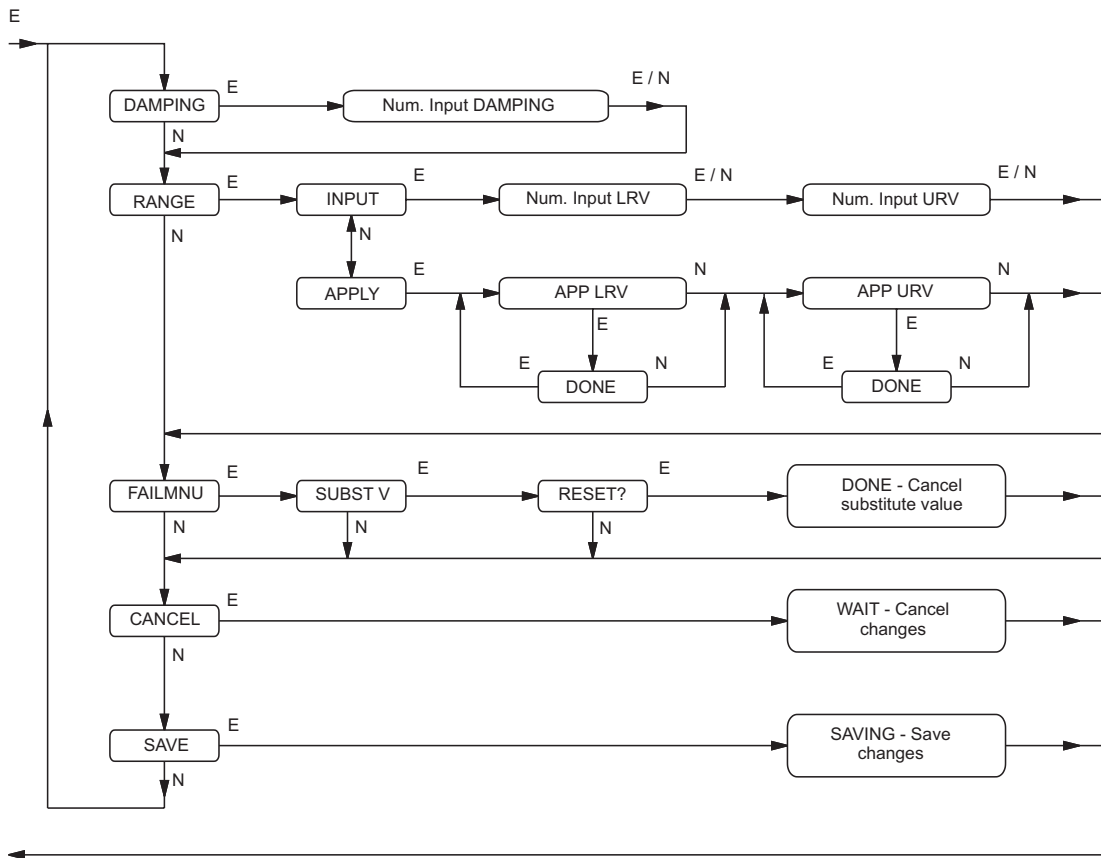 E
DAMPING
E
Num. Input DAMPING
E / N
N
RANGE
E
INPUT
E
Num. Input LRV
E / N
Num. Input URV
E / N
N
N
APPLY
E
APP LRV
N
APP URV
N
E
E
E
DONE
N
E
DONE
N
FAILMNU
E
SUBST V
E
RESET?
E
DONE - Cancel
substitute value
N
N
N
CANCEL
E
WAIT - Cancel
changes
N
SAVE
E
SAVING - Save
changes
N